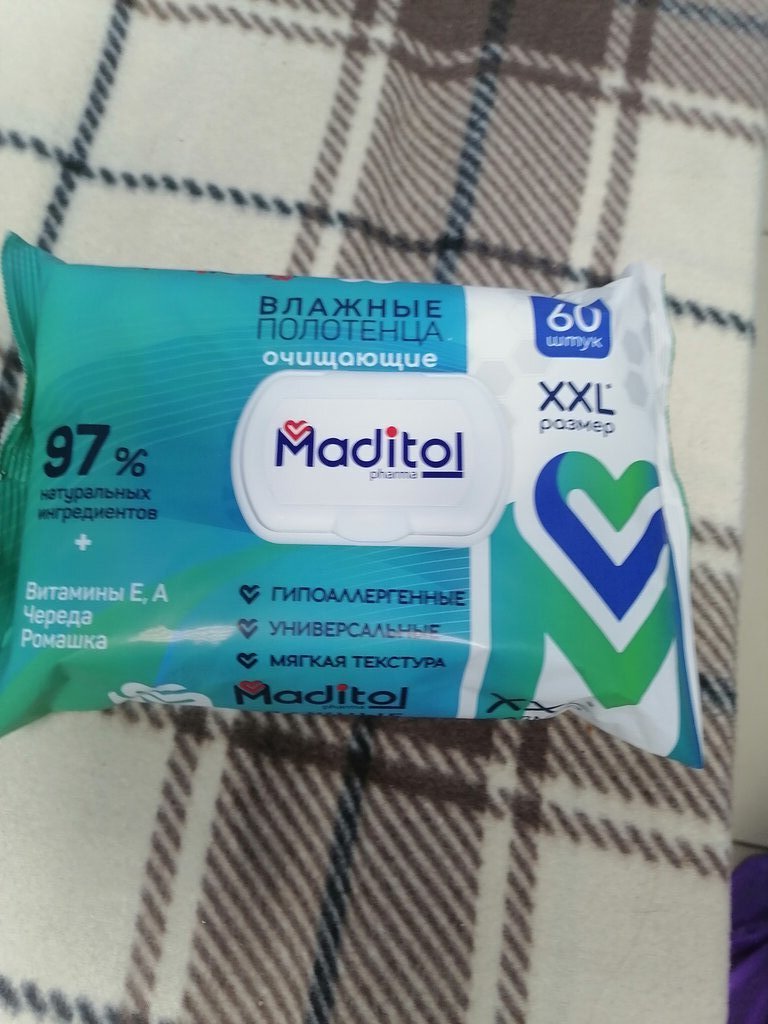 ВЛАЖНЫЕ
ПОЛОТЕНЦА
очищающие
60
штук
XXL*
размер
Maditol
pharma
97%
натуральных
ингредиентов
+
Витамины Е, А
Череда
Ромашка
ГИПОАЛЛЕРГЕННЫЕ
УНИВЕРСАЛЬНЫЕ
МЯГКАЯ ТЕКСТУРА
Maditol
pharma